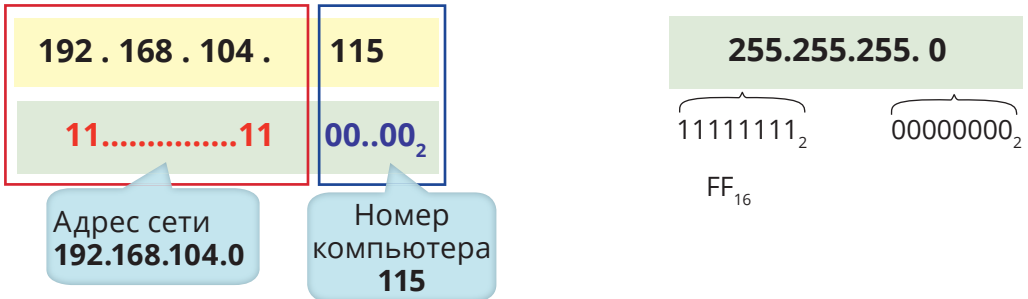 192 . 168 . 104 . 115
11...............11 00..00₂
Адрес сети
192.168.104.0
Номер
компьютера
115
255.255.255. 0
11111111₂ 00000000₂
FF₁₆